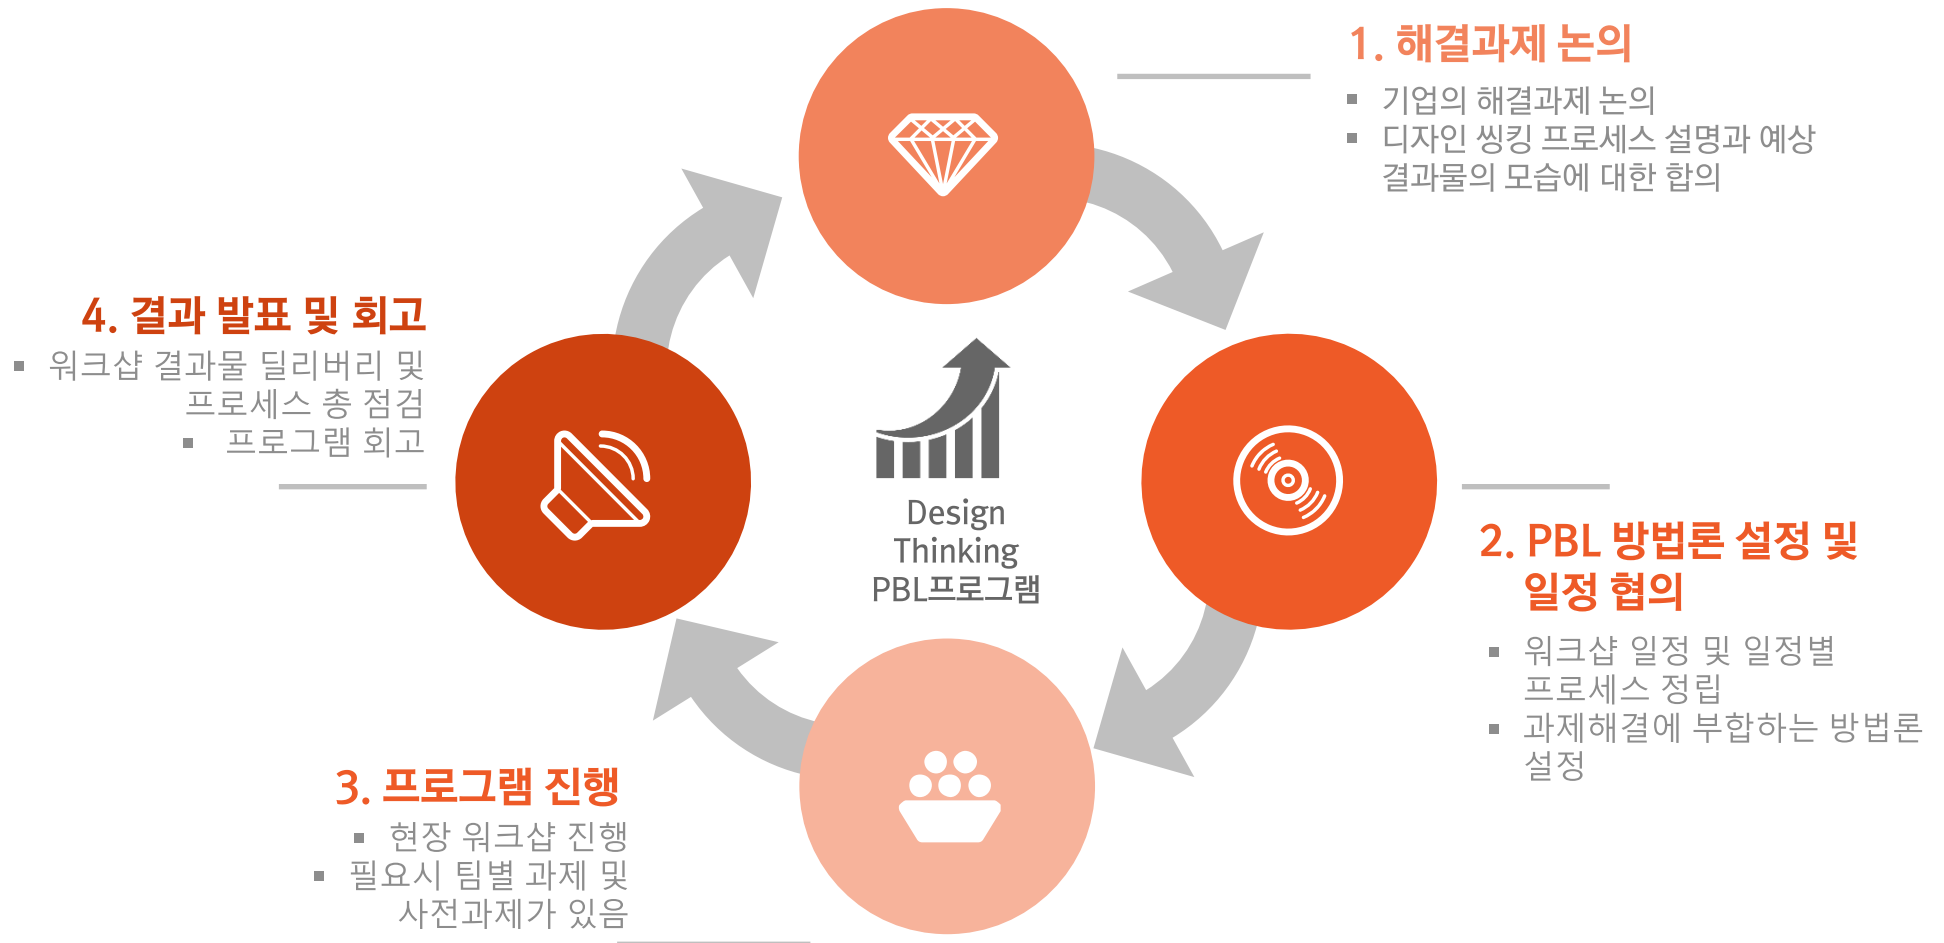 1. 해결과제 논의
▪ 기업의 해결과제 논의
▪ 디자인 씽킹 프로세스 설명과 예상
결과물의 모습에 대한 합의
2. PBL 방법론 설정 및
일정 협의
▪ 워크샵 일정 및 일정별
프로세스 정립
▪ 과제해결에 부합하는 방법론
설정
3. 프로그램 진행
▪ 현장 워크샵 진행
▪ 필요시 팀별 과제 및
사전과제가 있음
4. 결과 발표 및 회고
▪ 워크샵 결과물 딜리버리 및
프로세스 총 점검
▪ 프로그램 회고
Design
Thinking
PBL프로그램